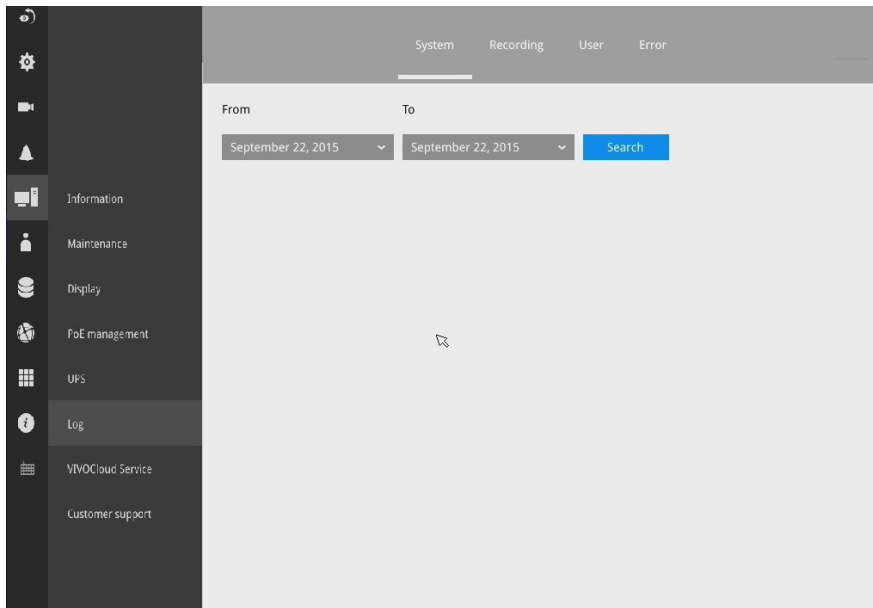 System Recording User Error
From To
September 22, 2015 September 22, 2015 Search
Information
Maintenance
Display
PoE management
UPS
Log
VIVOCloud Service
Customer support